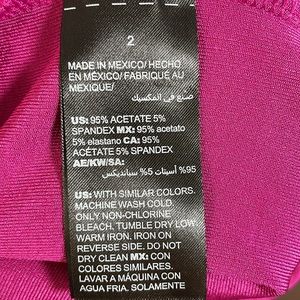 2
MADE IN MEXICO/ HECHO
EN MÉXICO/ FABRIQUÉ AU
MEXIQUE/
صنع في المكسيك
US: 95% ACETATE 5%
SPANDEX MX: 95% acetato
5% elastano CA: 95%
ACÉTATE 5% SPANDEX
AE/KW/SA:
95% أسيتات 5% سباندیكس
US: WITH SIMILAR COLORS.
MACHINE WASH COLD.
ONLY NON-CHLORINE
BLEACH. TUMBLE DRY LOW.
WARM IRON. IRON ON
REVERSE SIDE. DO NOT
DRY CLEAN MX: CON
COLORES SIMILARES.
LAVAR A MÁQUINA CON
AGUA FRIA. SOLAMENTE